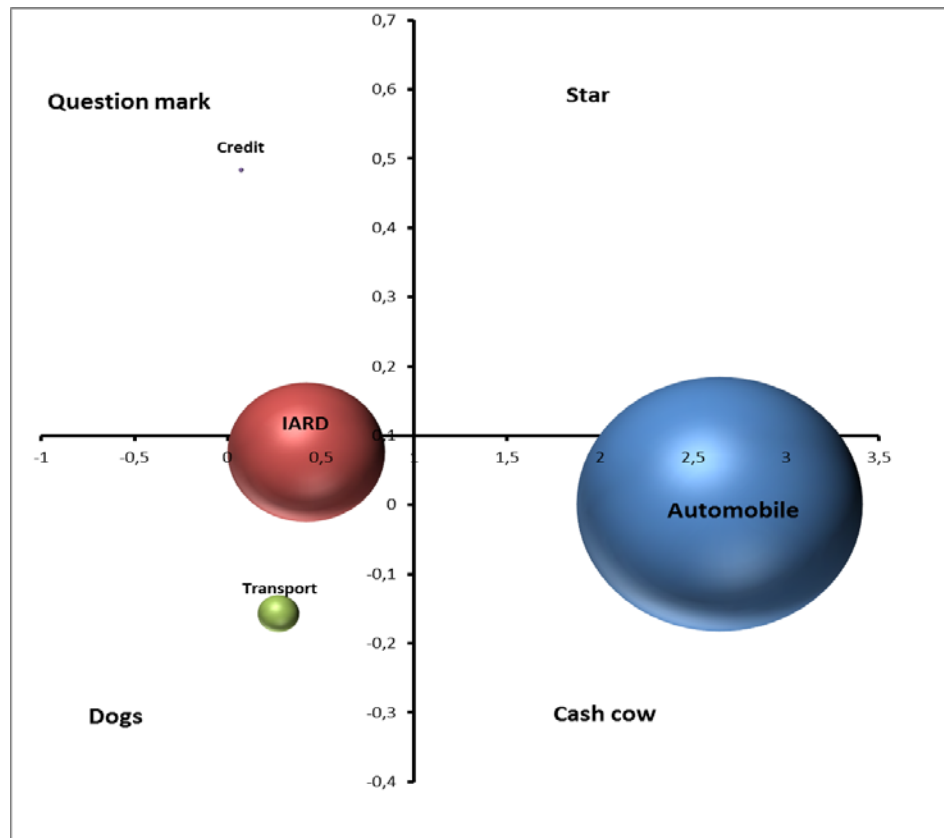 0,7
0,6
Question mark
Star
0,5
Credit
0,4
0,3
0,2
IARD
0,1
-1 -0,5 0 0,5 1 1,5 2 2,5 3 3,5
0
Automobile
-0,1
Transport
-0,2
-0,3
Dogs
Cash cow
-0,4